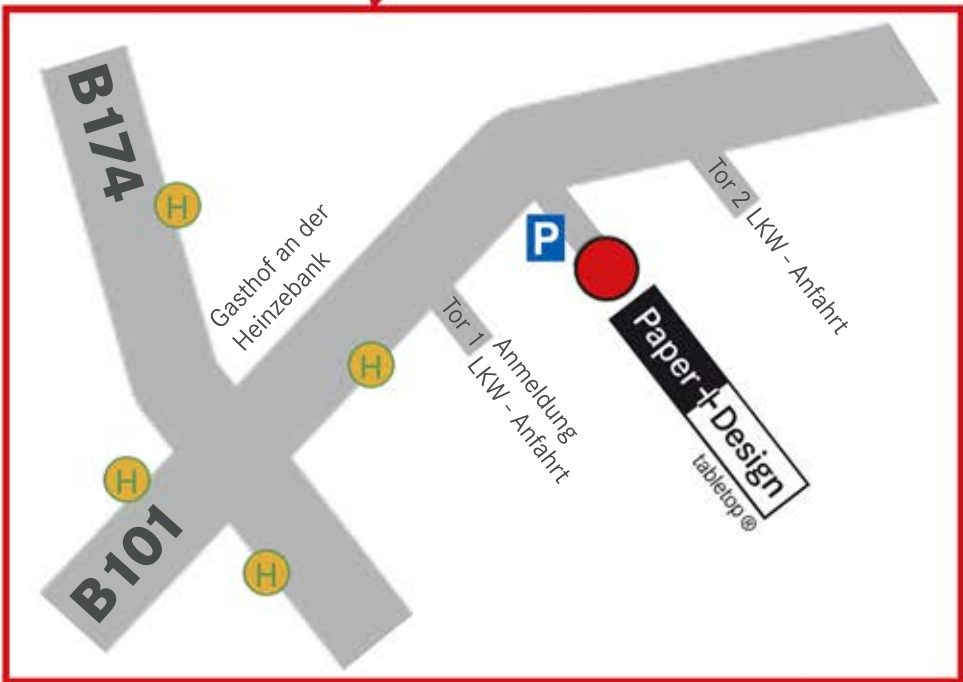 B174
H
Gasthof an der
Heinzebank
H
H
B101
H
P
Tor 1
Anmeldung
LKW - Anfahrt
Tor 2
LKW - Anfahrt
Paper+Design
tabletop®